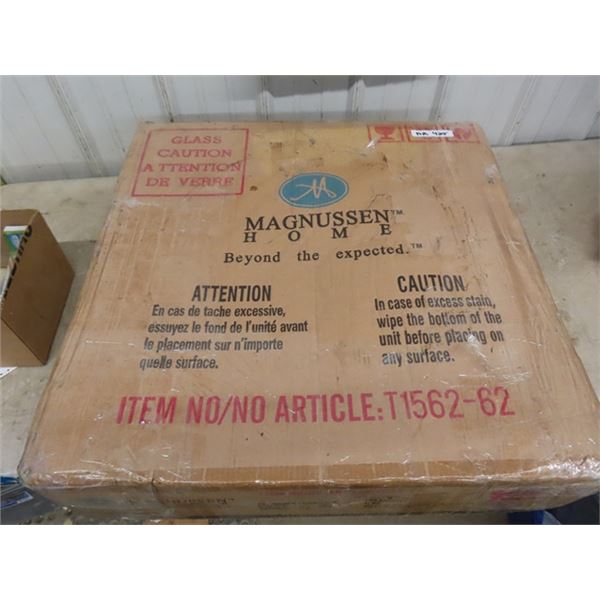 GLASS
CAUTION
ATTENTION
DE VERRE
MAGNUSSEN™
HOME
Beyond the expected.™
ATTENTION
En cas de tache excessive,
essuyez le fond de l'unité avant
le placement sur n'importe
quelle surface.
CAUTION
In case of excess stain,
wipe the bottom of the
unit before placing on
any surface.
ITEM NO/NO ARTICLE:T1562-62